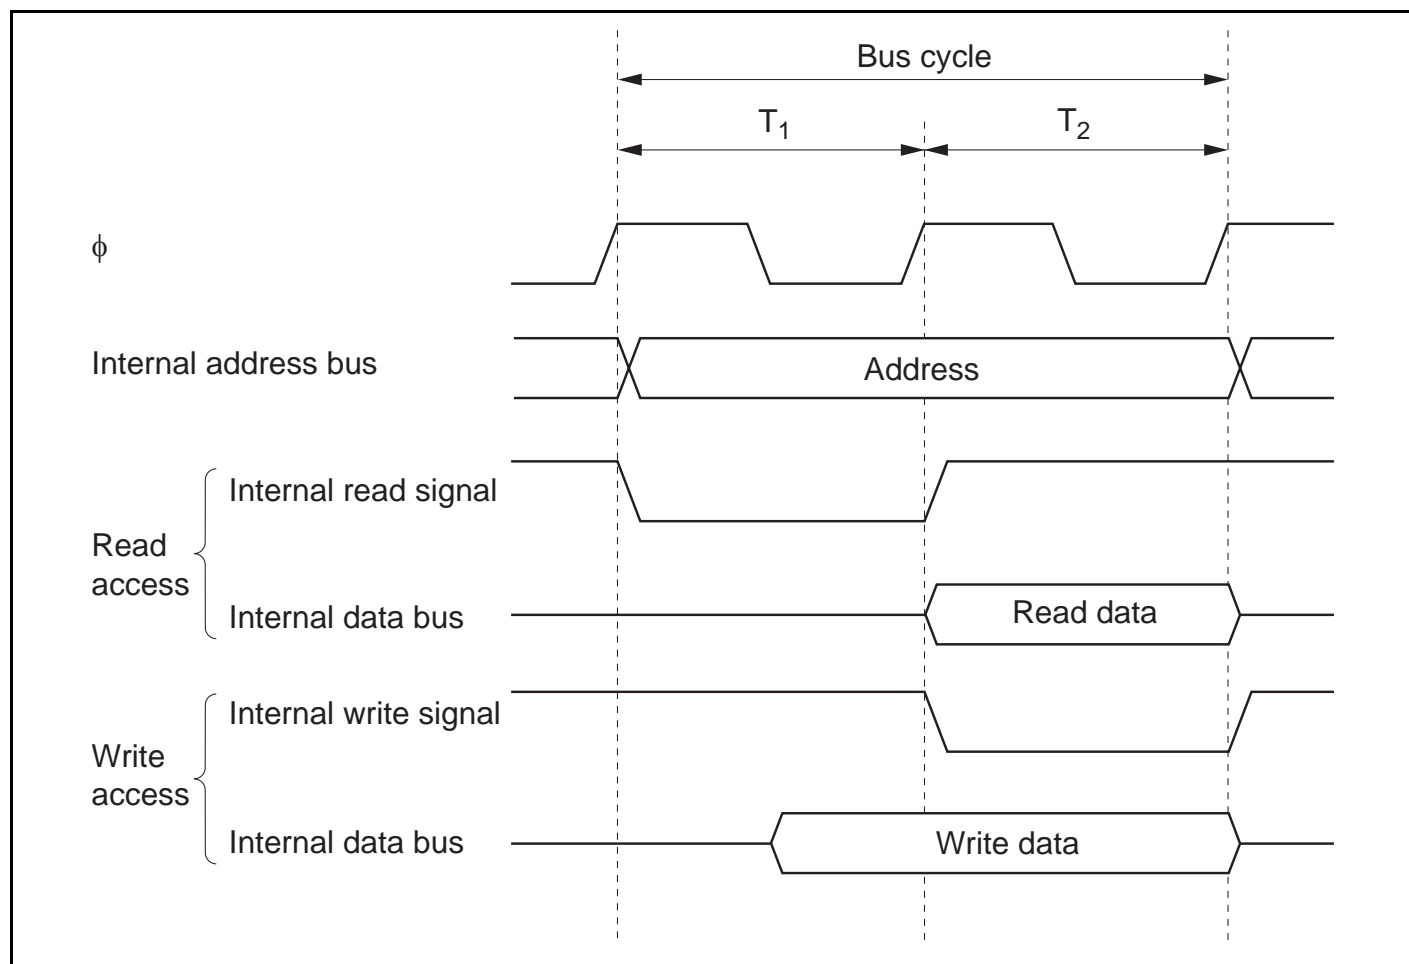 Bus cycle
T1 T2
ϕ
Internal address bus
Address
Internal read signal
Read
access
Internal data bus
Read data
Internal write signal
Write
access
Internal data bus
Write data